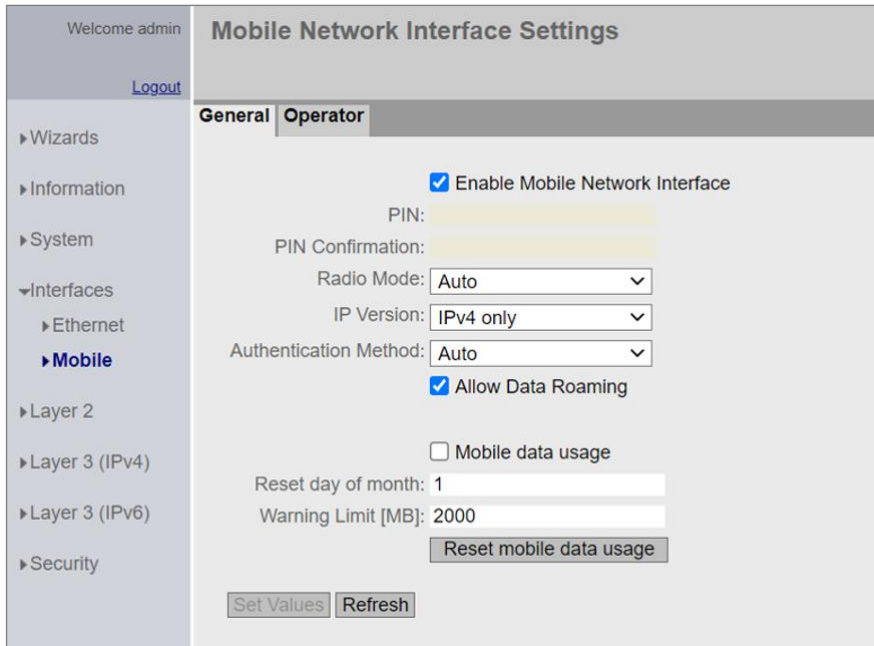 Welcome admin
Logout
Mobile Network Interface Settings
General Operator
Wizards
Information
System
Interfaces
Ethernet
Mobile
Layer 2
Layer 3 (IPv4)
Layer 3 (IPv6)
Security
Enable Mobile Network Interface
PIN:
PIN Confirmation:
Radio Mode: Auto
IP Version: IPv4 only
Authentication Method: Auto
Allow Data Roaming
Mobile data usage
Reset day of month: 1
Warning Limit [MB]: 2000
Reset mobile data usage
Set Values Refresh